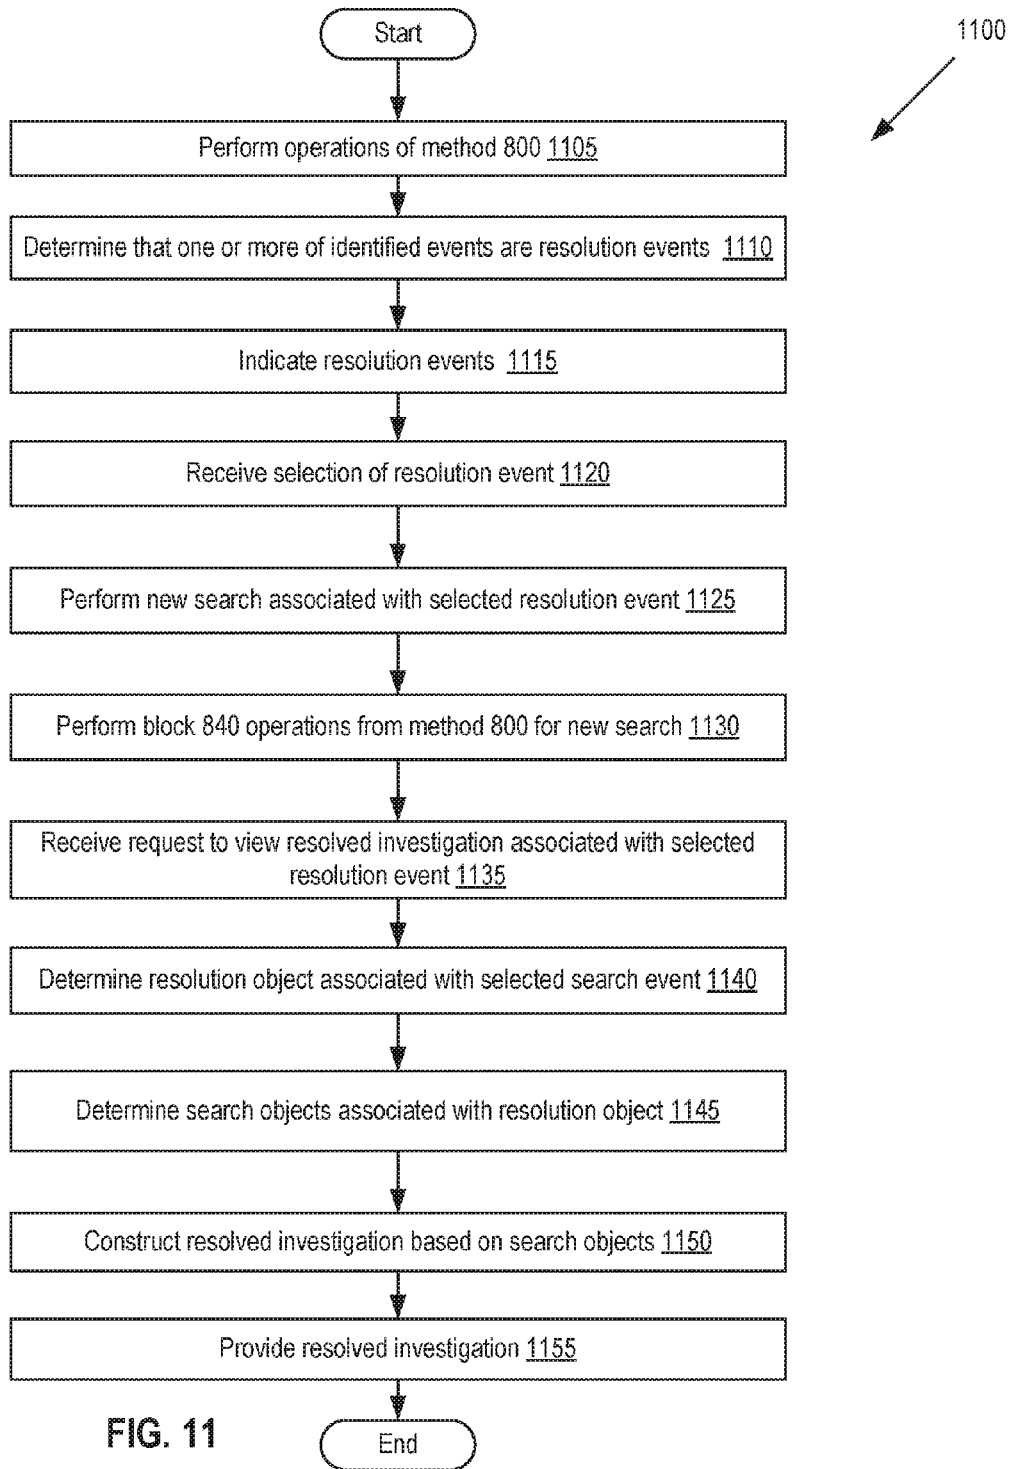 Start
1100
Perform operations of method 800 1105
Determine that one or more of identified events are resolution events 1110
Indicate resolution events 1115
Receive selection of resolution event 1120
Perform new search associated with selected resolution event 1125
Perform block 840 operations from method 800 for new search 1130
Receive request to view resolved investigation associated with selected
resolution event 1135
Determine resolution object associated with selected search event 1140
Determine search objects associated with resolution object 1145
Construct resolved investigation based on search objects 1150
Provide resolved investigation 1155
FIG. 11
End